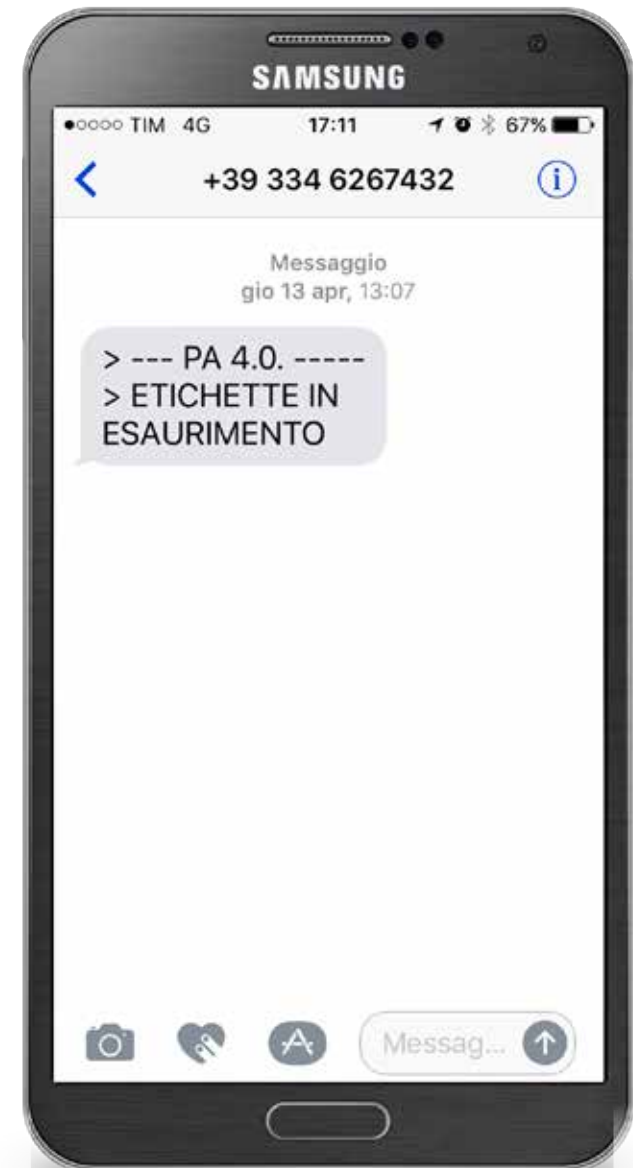 SAMSUNG
TIM 4G 17:11 67%
+39 334 6267432
Messaggio
gio 13 apr, 13:07
> --- PA 4.0. -----
> ETICHETTE IN
ESAURIMENTO
Messag...